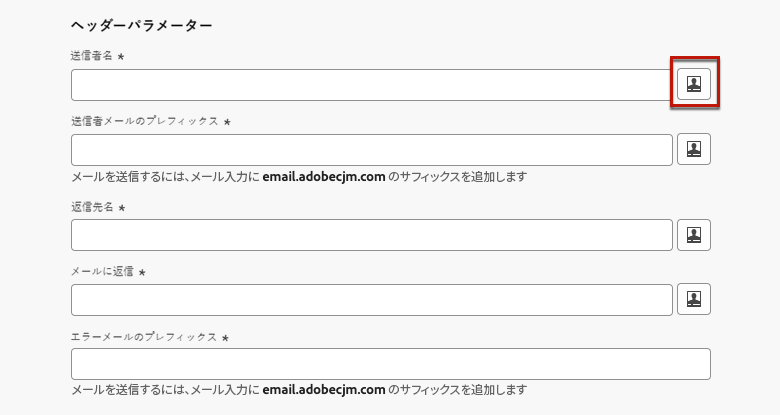 ヘッダーパラメーター
送信者名 *
送信者メールのプレフィックス *
メールを送信するには、メール入力に email.adobecjm.com のサフィックスを追加します
返信先名 *
メールに返信 *
エラーメールのプレフィックス *
メールを送信するには、メール入力に email.adobecjm.com のサフィックスを追加します